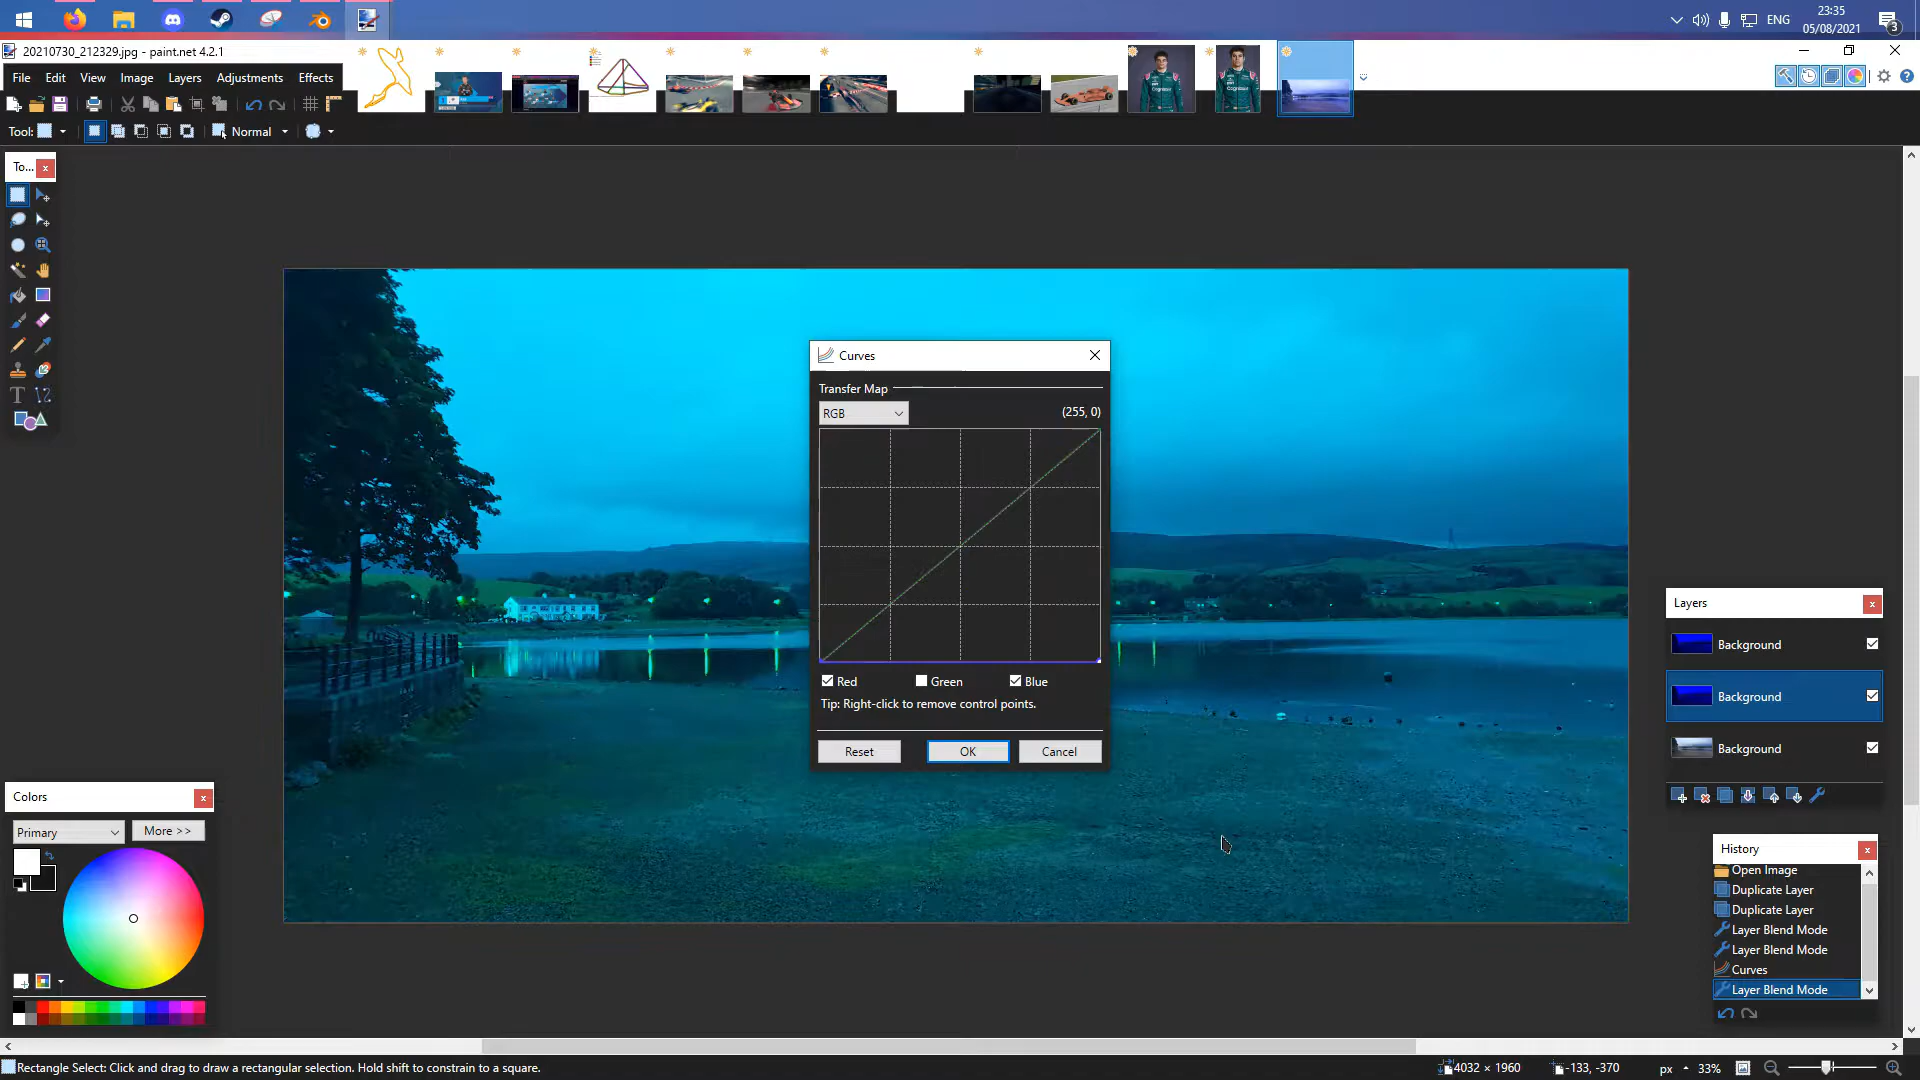 ENG
23:35
05/08/2021
3
20210730_212329.jpg - paint.net 4.2.1
File Edit View Image Layers Adjustments Effects
Tool:
Normal
To...
Curves
Transfer Map
RGB
(255, 0)
Red Green Blue
Tip: Right-click to remove control points.
Reset OK Cancel
Layers
Background
Background
Background
Colors
Primary
More >>
History
Open Image
Duplicate Layer
Duplicate Layer
Layer Blend Mode
Layer Blend Mode
Curves
Layer Blend Mode
Rectangle Select: Click and drag to draw a rectangular selection. Hold shift to constrain to a square.
4032 × 1960
-133, -370
px
33%